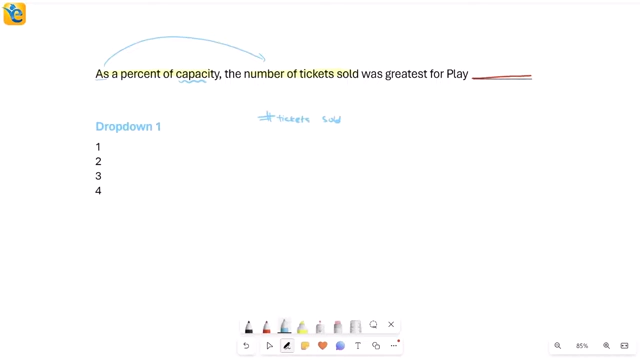 As a percent of capacity, the number of tickets sold was greatest for Play
# tickets sold
Dropdown 1
1
2
3
4
85%